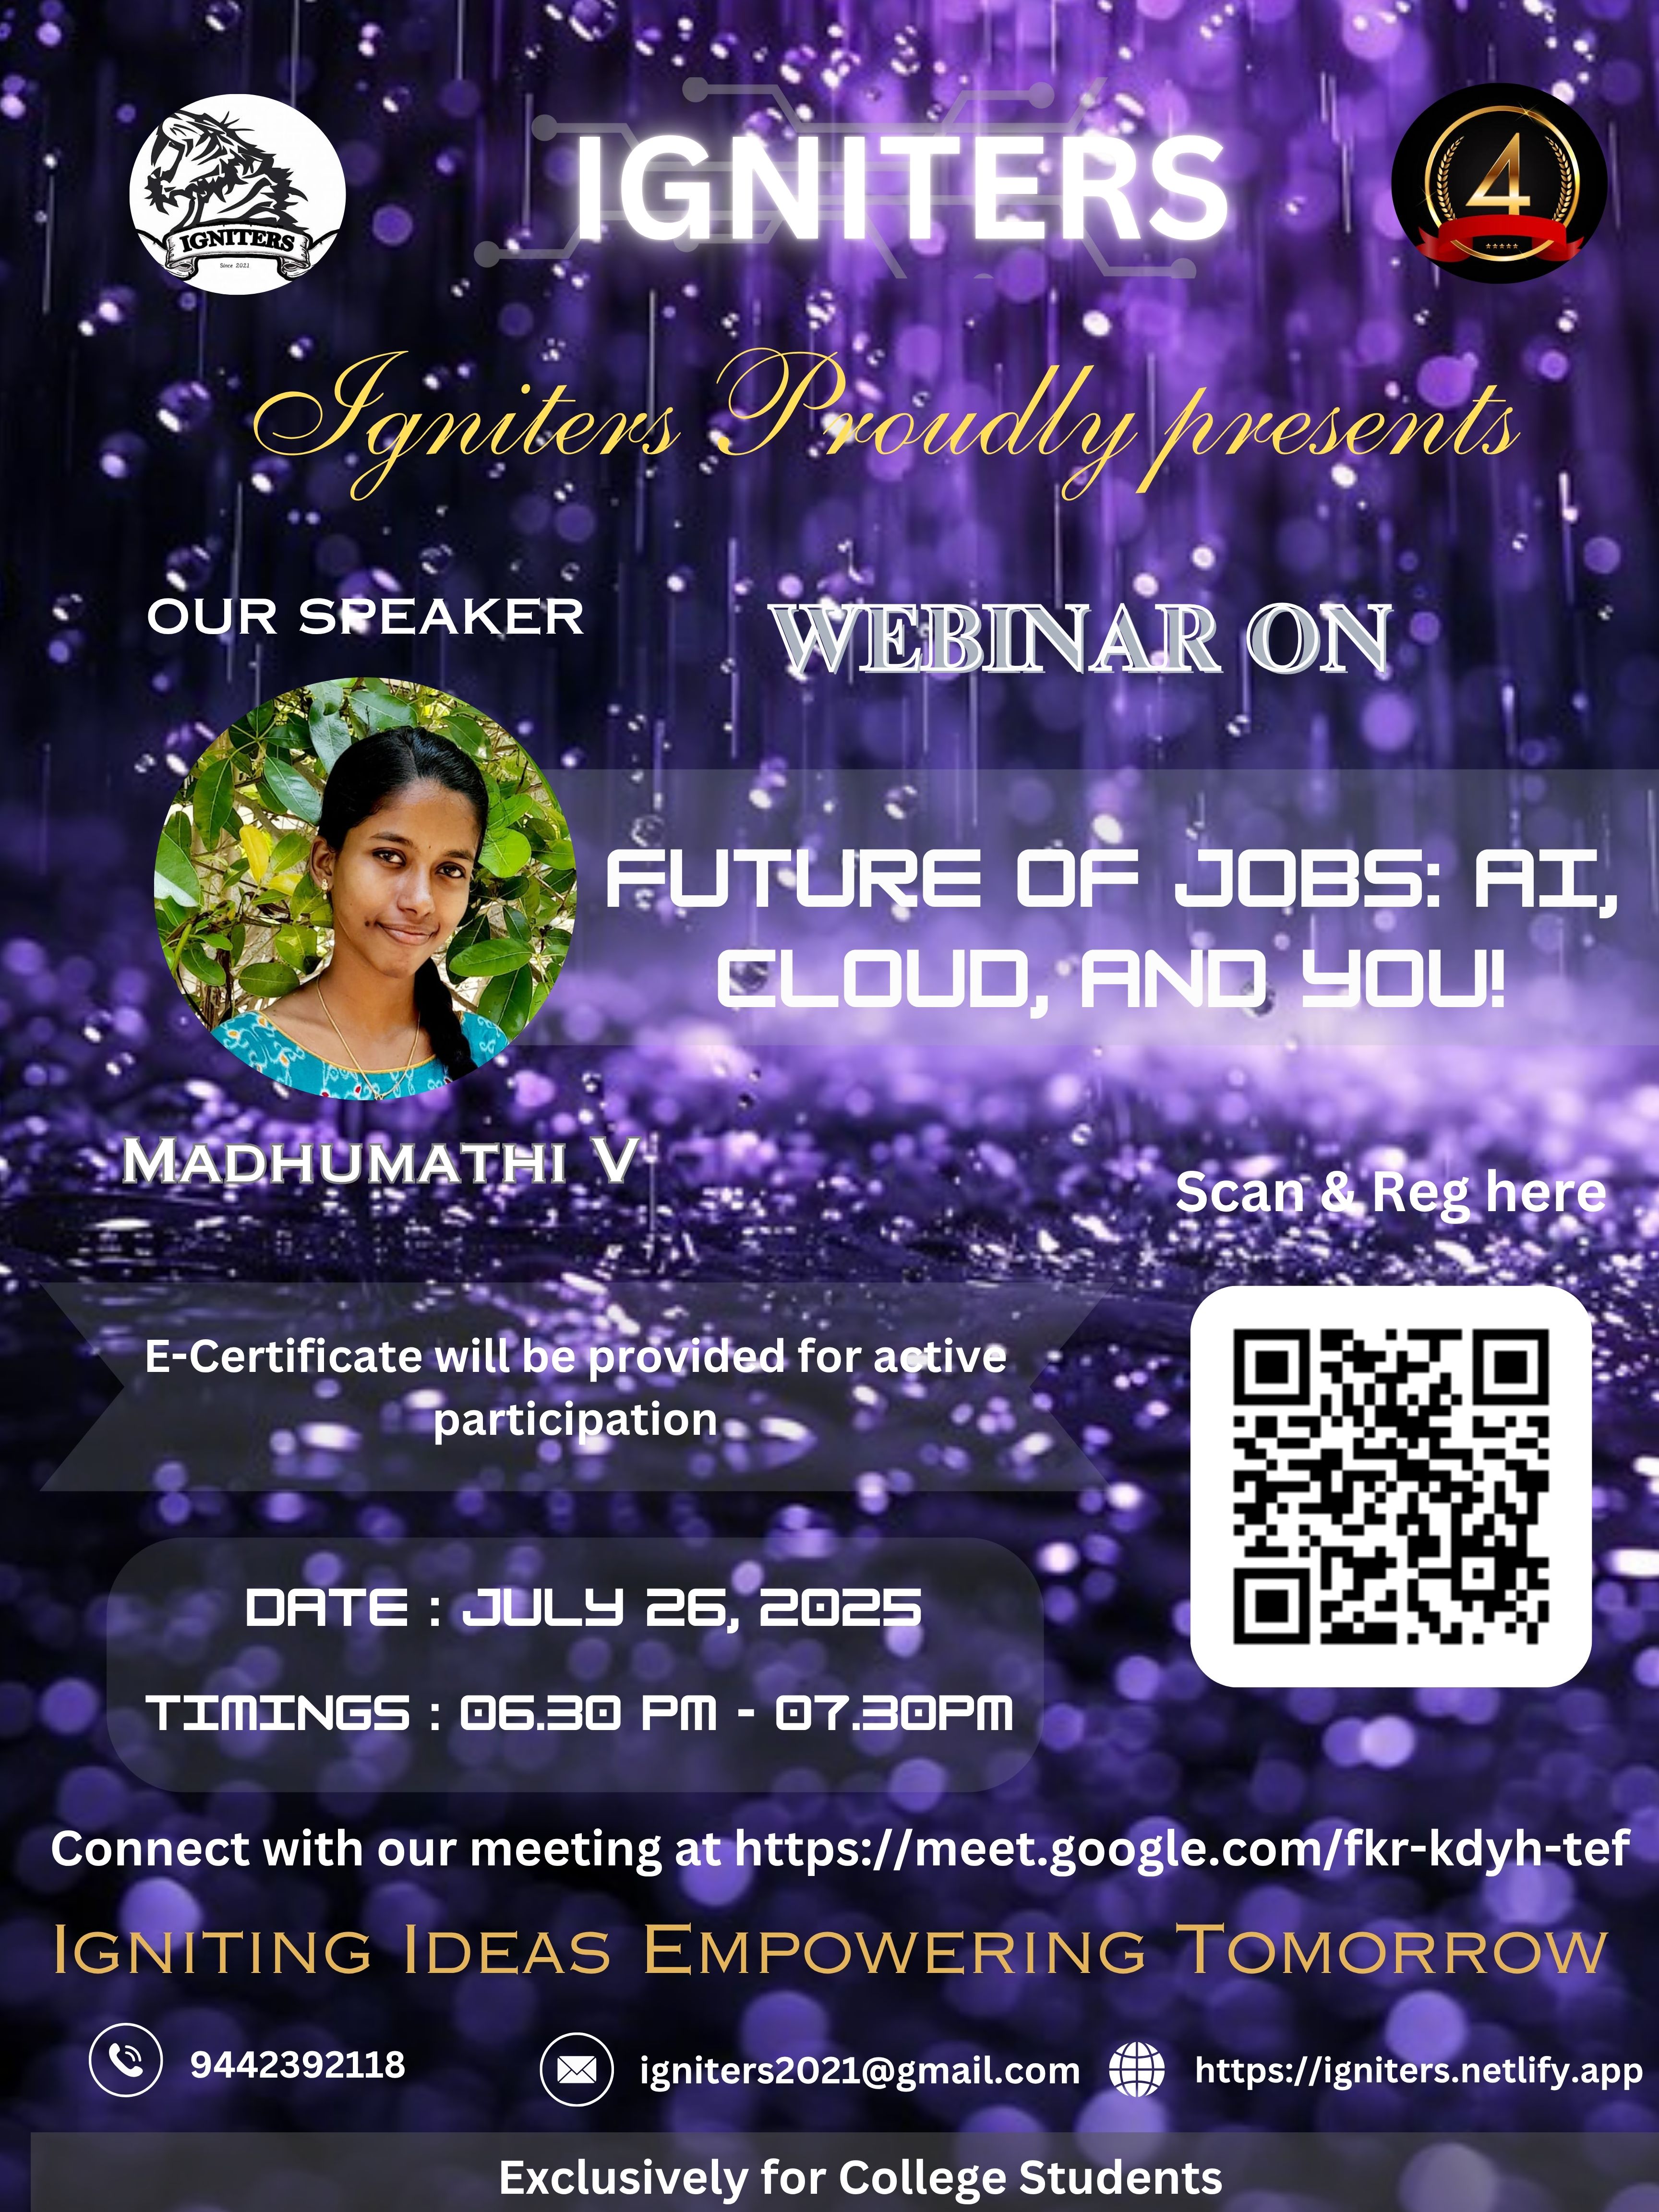 IGNITERS
Since 2021
IGNITERS
4
Igniters Proudly presents
OUR SPEAKER
WEBINAR ON
FUTURE OF JOBS: AI,
CLOUD, AND YOU!
MADHUMATHI V
Scan & Reg here
E-Certificate will be provided for active
participation
DATE : JULY 26, 2025
TIMINGS : 06.30 PM - 07.30PM
Connect with our meeting at https://meet.google.com/fkr-kdyh-tef
IGNITING IDEAS EMPOWERING TOMORROW
9442392118
igniters2021@gmail.com
https://igniters.netlify.app
Exclusively for College Students